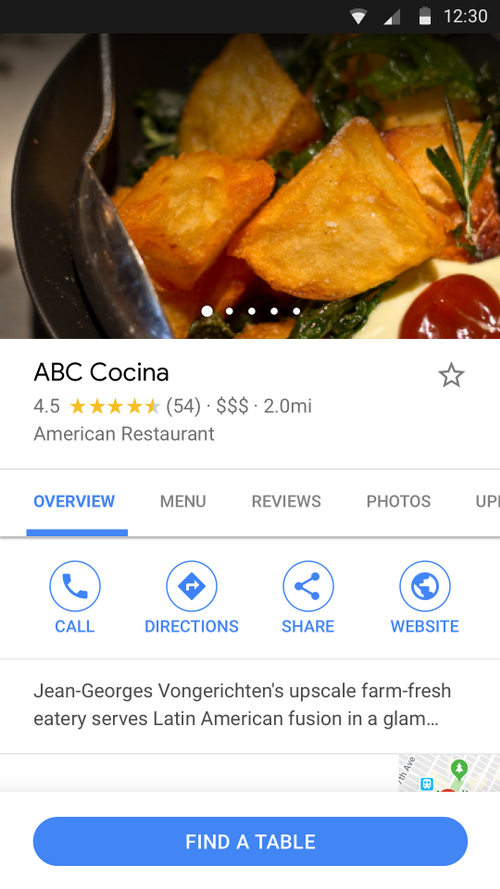 12:30
ABC Cocina
4.5 (54) · $$$ · 2.0mi
American Restaurant
OVERVIEW MENU REVIEWS PHOTOS UP
CALL DIRECTIONS SHARE WEBSITE
Jean-Georges Vongerichten's upscale farm-fresh
eatery serves Latin American fusion in a glam…
7th Ave
FIND A TABLE